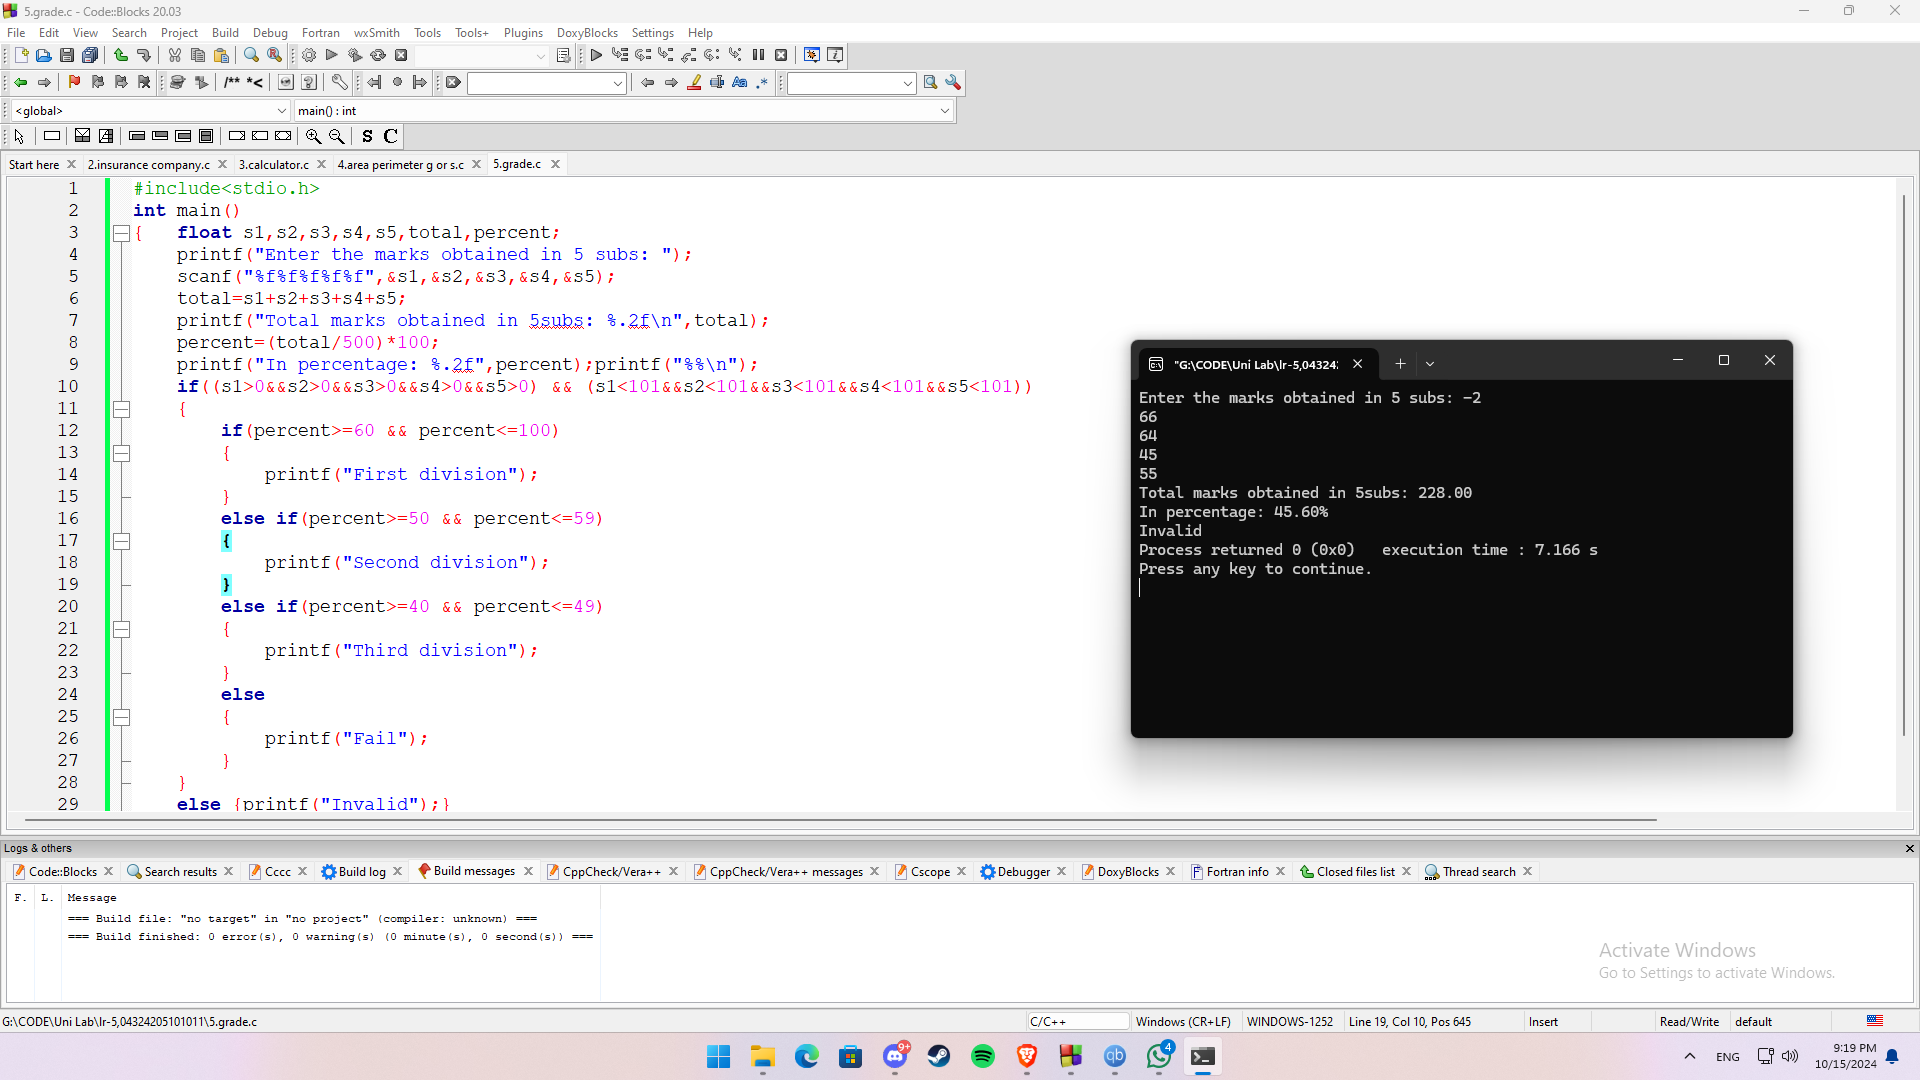 5.grade.c - Code::Blocks 20.03
File Edit View Search Project Build Debug Fortran wxSmith Tools Tools+ Plugins DoxyBlocks Settings Help
/** *< Aa .*
<global> main() : int
S C
Start here 2.insurance company.c 3.calculator.c 4.area perimeter g or s.c 5.grade.c
1 #include<stdio.h>
2 int main()
3 { float s1,s2,s3,s4,s5,total,percent;
4 printf("Enter the marks obtained in 5 subs: ");
5 scanf("%f%f%f%f%f",&s1,&s2,&s3,&s4,&s5);
6 total=s1+s2+s3+s4+s5;
7 printf("Total marks obtained in 5subs: %.2f\n",total);
8 percent=(total/500)*100;
9 printf("In percentage: %.2f",percent);printf("%%\n");
10 if((s1>0&&s2>0&&s3>0&&s4>0&&s5>0) && (s1<101&&s2<101&&s3<101&&s4<101&&s5<101))
11 {
12 if(percent>=60 && percent<=100)
13 {
14 printf("First division");
15 }
16 else if(percent>=50 && percent<=59)
17 {
18 printf("Second division");
19 }
20 else if(percent>=40 && percent<=49)
21 {
22 printf("Third division");
23 }
24 else
25 {
26 printf("Fail");
27 }
28 }
29 else {printf("Invalid");}
"G:\CODE\Uni Lab\lr-5,04324:
Enter the marks obtained in 5 subs: -2
66
64
45
55
Total marks obtained in 5subs: 228.00
In percentage: 45.60%
Invalid
Process returned 0 (0x0) execution time : 7.166 s
Press any key to continue.
Logs & others
Code::Blocks Search results Cccc Build log Build messages CppCheck/Vera++ CppCheck/Vera++ messages Cscope Debugger DoxyBlocks Fortran info Closed files list Thread search
F. L. Message
=== Build file: "no target" in "no project" (compiler: unknown) ===
=== Build finished: 0 error(s), 0 warning(s) (0 minute(s), 0 second(s)) ===
Activate Windows
Go to Settings to activate Windows.
G:\CODE\Uni Lab\lr-5,04324205101011\5.grade.c C/C++ Windows (CR+LF) WINDOWS-1252 Line 19, Col 10, Pos 645 Insert Read/Write default
9+ qb 4 ENG 9:19 PM
10/15/2024